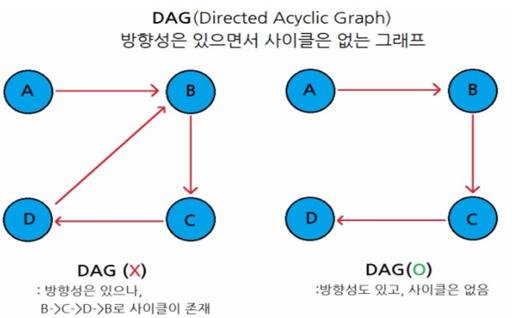 DAG(Directed Acyclic Graph)
방향성은 있으면서 사이클은 없는 그래프
A
B
D
C
DAG (X)
: 방향성은 있으나,
B->C->D->B로 사이클이 존재
A
B
D
C
DAG(O)
:방향성도 있고, 사이클은 없음